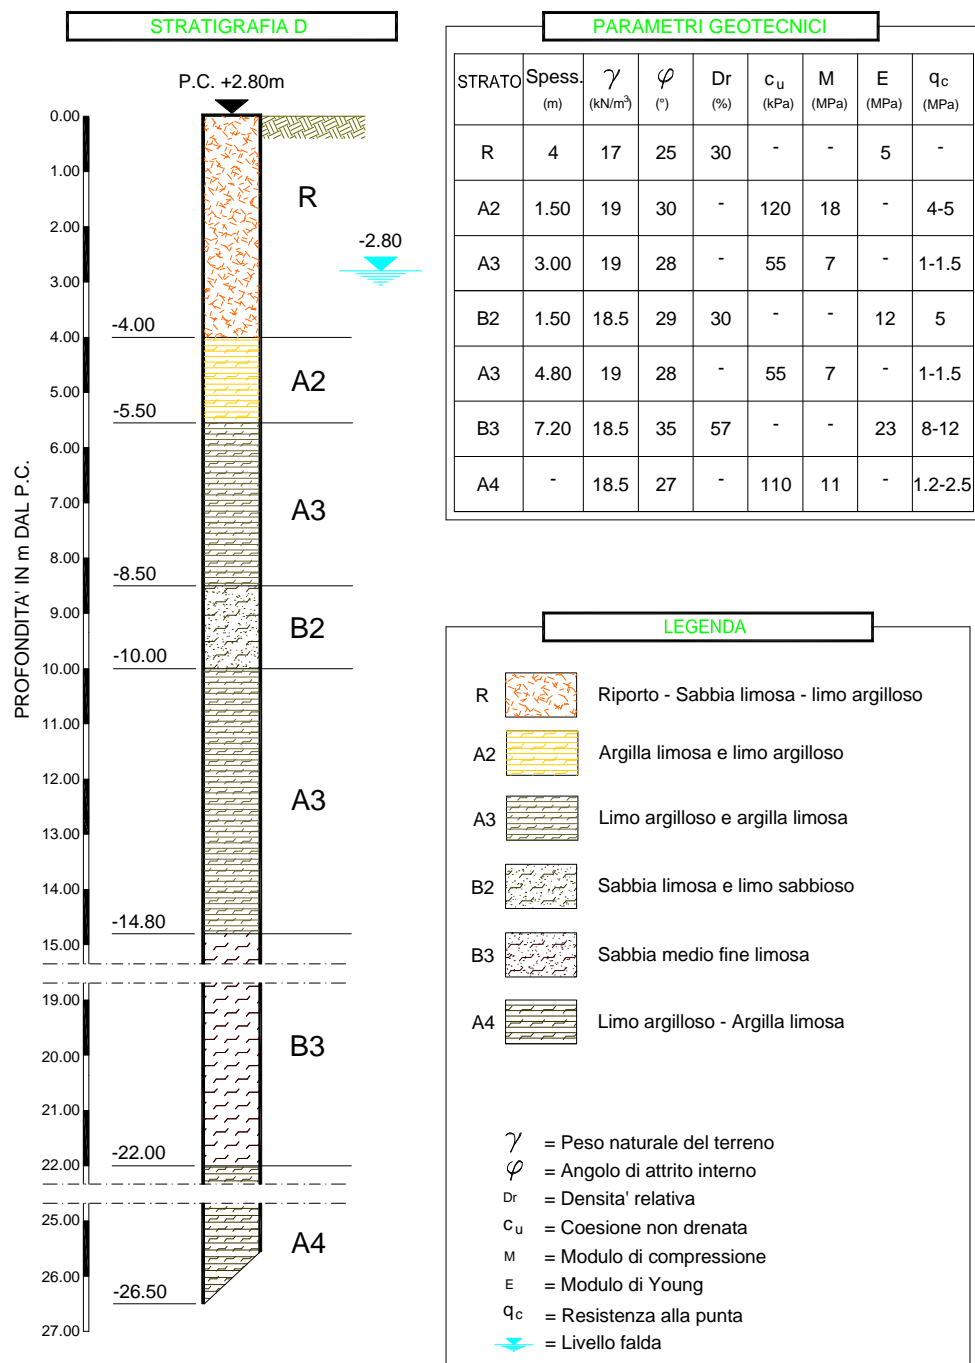 STRATIGRAFIA D
P.C. +2.80m
PROFONDITA' IN m DAL P.C.
0.00
1.00
R
2.00
-2.80
3.00
-4.00
4.00
A2
5.00
-5.50
6.00
7.00
A3
8.00
-8.50
9.00
B2
-10.00
10.00
11.00
12.00
A3
13.00
14.00
-14.80
15.00
19.00
B3
20.00
21.00
-22.00
22.00
25.00
A4
26.00
-26.50
27.00
PARAMETRI GEOTECNICI
STRATO Spess. (m) γ (kN/m³) φ (°) Dr (%) cu (kPa) M (MPa) E (MPa) qc (MPa)
R 4 17 25 30 - - 5 -
A2 1.50 19 30 - 120 18 - 4-5
A3 3.00 19 28 - 55 7 - 1-1.5
B2 1.50 18.5 29 30 - - 12 5
A3 4.80 19 28 - 55 7 - 1-1.5
B3 7.20 18.5 35 57 - - 23 8-12
A4 - 18.5 27 - 110 11 - 1.2-2.5
LEGENDA
R Riporto - Sabbia limosa - limo argilloso
A2 Argilla limosa e limo argilloso
A3 Limo argilloso e argilla limosa
B2 Sabbia limosa e limo sabbioso
B3 Sabbia medio fine limosa
A4 Limo argilloso - Argilla limosa
γ = Peso naturale del terreno
φ = Angolo di attrito interno
Dr = Densita' relativa
cu = Coesione non drenata
M = Modulo di compressione
E = Modulo di Young
qc = Resistenza alla punta
= Livello falda